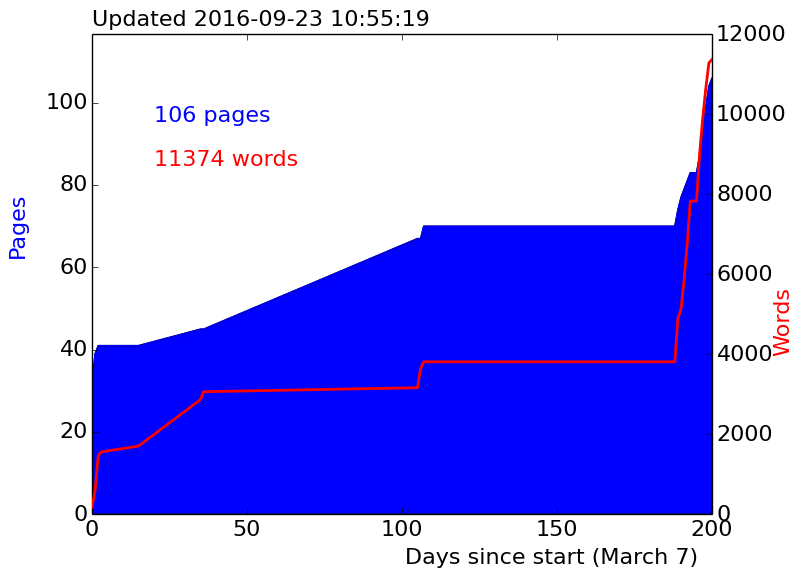 Updated 2016-09-23 10:55:19
106 pages
11374 words
Pages
0
20
40
60
80
100
Words
0
2000
4000
6000
8000
10000
12000
0 50 100 150 200
Days since start (March 7)